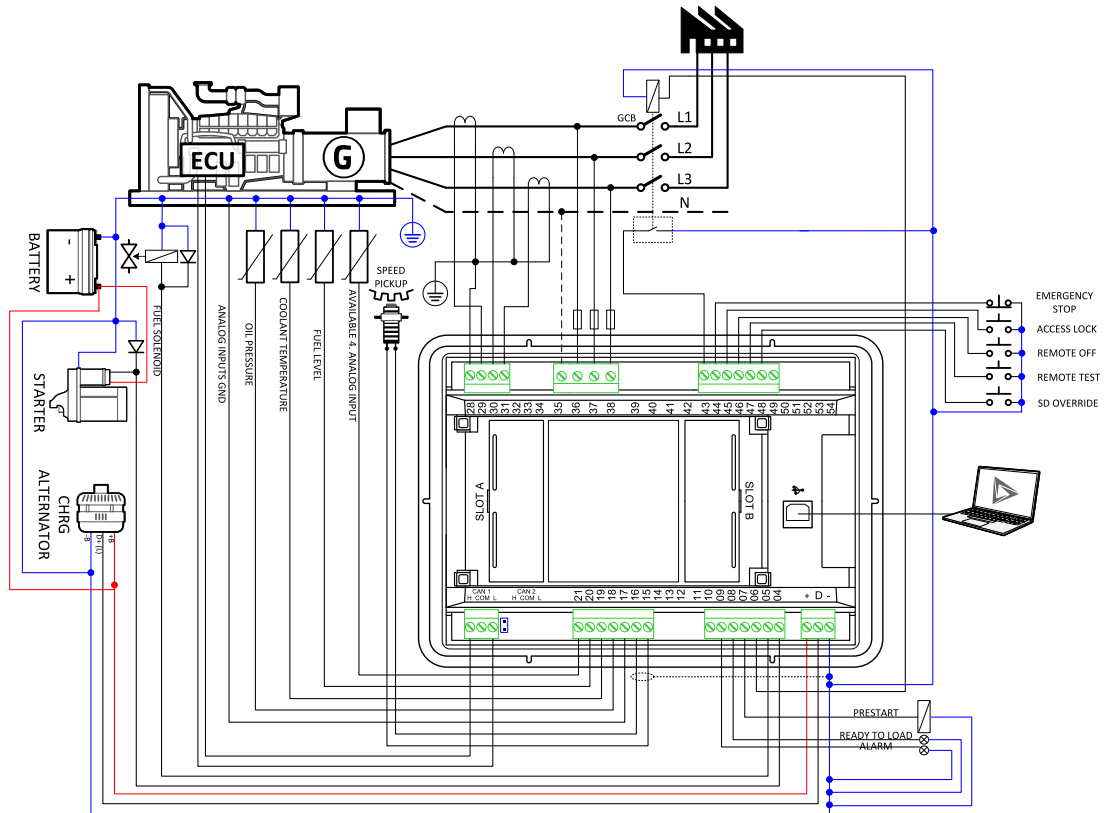 GCB
L1
L2
L3
N
ECU
G
BATTERY
-
+
STARTER
CHRG
ALTERNATOR
-B
D+ (L)
+B
FUEL SOLENOID
ANALOG INPUTS GND
OIL PRESSURE
COOLANT TEMPERATURE
FUEL LEVEL
AVAILABLE 4. ANALOG INPUT
SPEED
PICKUP
EMERGENCY
STOP
ACCESS LOCK
REMOTE OFF
REMOTE TEST
SD OVERRIDE
28 29 30 31 32 33 34 35 36 37 38 39 40 41 42 43 44 45 46 47 48 49 50 51 52 53 54
SLOT A
SLOT B
CAN 1
H COM L
CAN 2
H COM L
21 20 19 18 17 16 15 14 13 12 11 10 09 08 07 06 05 04
+ D -
PRESTART
READY TO LOAD
ALARM